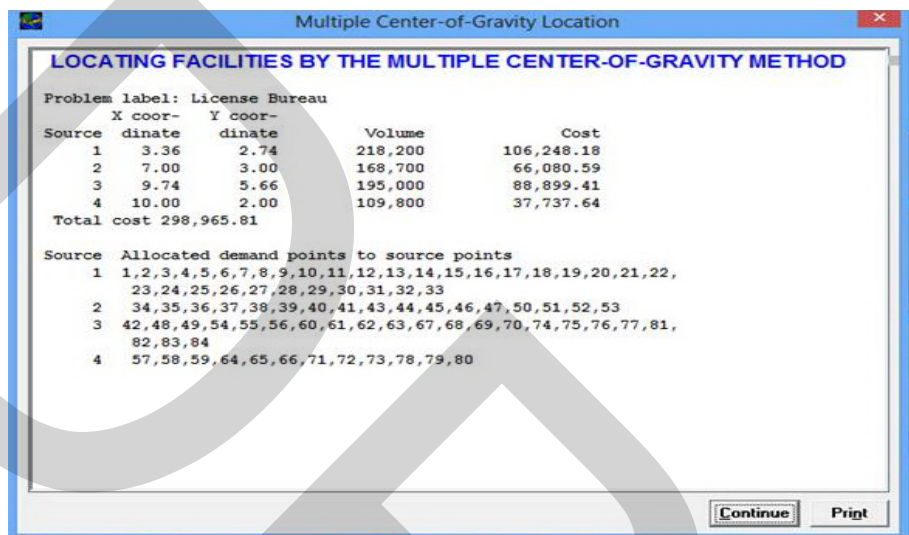 Multiple Center-of-Gravity Location
LOCATING FACILITIES BY THE MULTIPLE CENTER-OF-GRAVITY METHOD
Problem label: License Bureau
X coor- Y coor-
Source dinate dinate Volume Cost
1 3.36 2.74 218,200 106,248.18
2 7.00 3.00 168,700 66,080.59
3 9.74 5.66 195,000 88,899.41
4 10.00 2.00 109,800 37,737.64
Total cost 298,965.81
Source Allocated demand points to source points
1 1,2,3,4,5,6,7,8,9,10,11,12,13,14,15,16,17,18,19,20,21,22,
23,24,25,26,27,28,29,30,31,32,33
2 34,35,36,37,38,39,40,41,43,44,45,46,47,50,51,52,53
3 42,48,49,54,55,56,60,61,62,63,67,68,69,70,74,75,76,77,81,
82,83,84
4 57,58,59,64,65,66,71,72,73,78,79,80
Continue Print